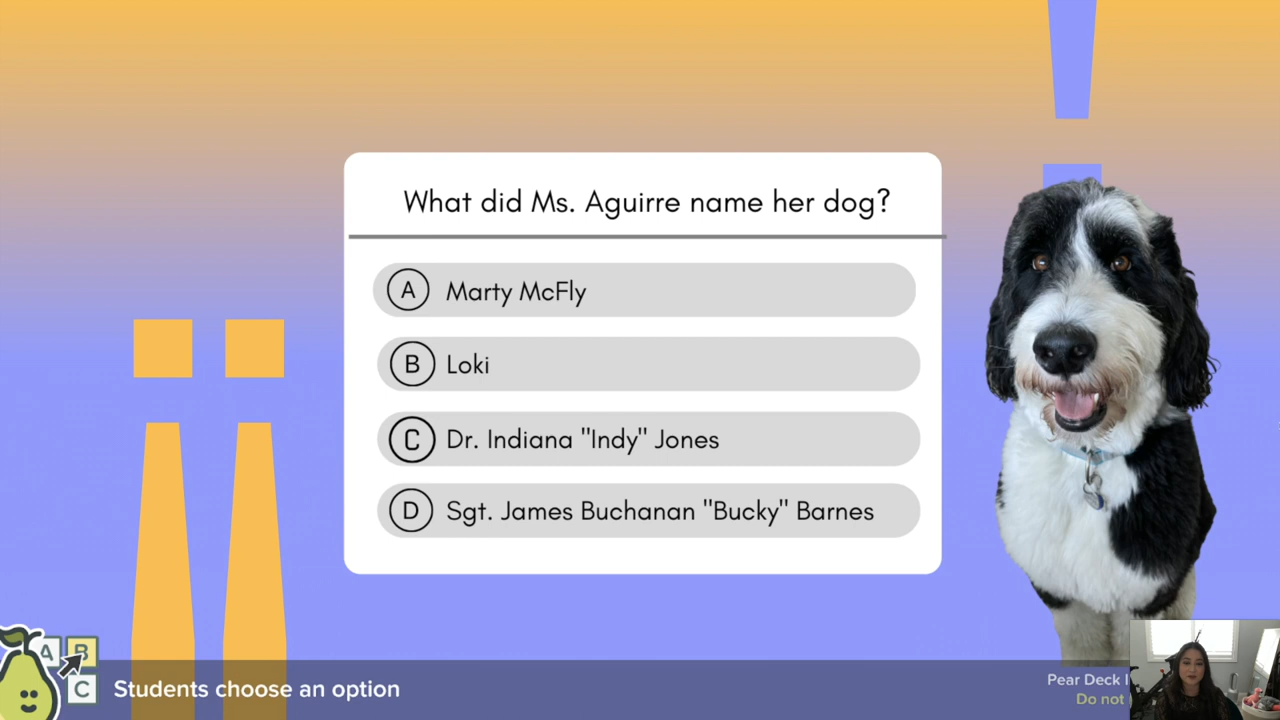 What did Ms. Aguirre name her dog?
A Marty McFly
B Loki
C Dr. Indiana "Indy" Jones
D Sgt. James Buchanan "Bucky" Barnes
A B
C
Students choose an option
Pear Deck
Do not